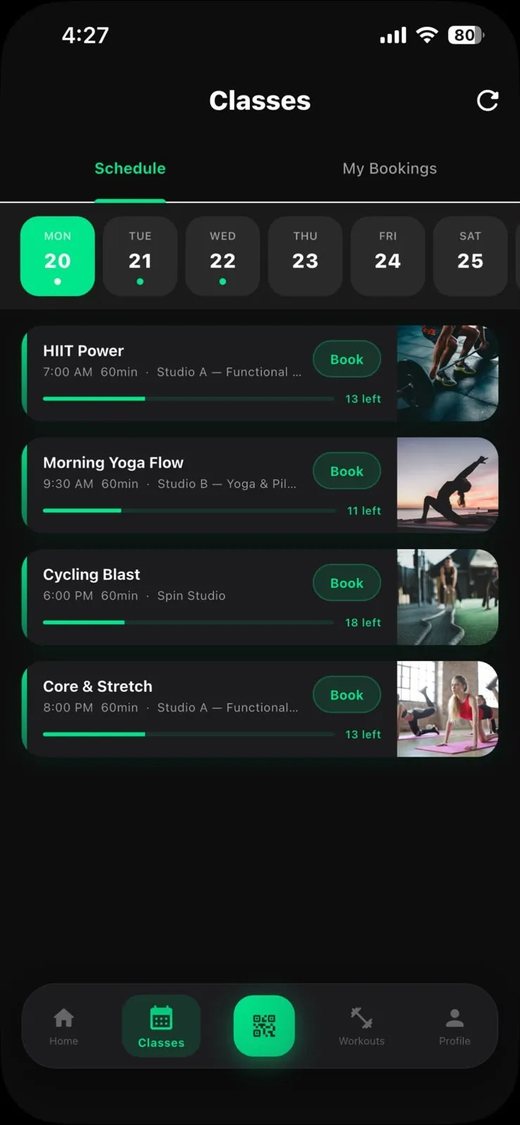 4:27
80
Classes
Schedule
My Bookings
MON TUE WED THU FRI SAT
20 21 22 23 24 25
HIIT Power
Book
7:00 AM 60min · Studio A — Functional ...
13 left
Morning Yoga Flow
Book
9:30 AM 60min · Studio B — Yoga & Pil...
11 left
Cycling Blast
Book
6:00 PM 60min · Spin Studio
18 left
Core & Stretch
Book
8:00 PM 60min · Studio A — Functional...
13 left
Home
Classes
Workouts
Profile